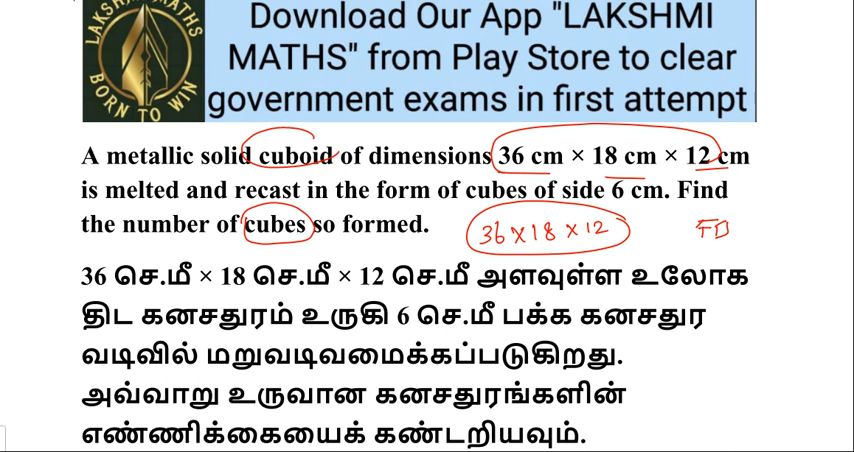 LAKSHMI MATHS
BORN TO WIN
Download Our App "LAKSHMI
MATHS" from Play Store to clear
government exams in first attempt
A metallic solid cuboid of dimensions 36 cm × 18 cm × 12 cm
is melted and recast in the form of cubes of side 6 cm. Find
the number of cubes so formed.
36 × 18 × 12
36 செ.மீ × 18 செ.மீ × 12 செ.மீ அளவுள்ள உலோக
திட கனசதுரம் உருகி 6 செ.மீ பக்க கனசதுர
வடிவில் மறுவடிவமைக்கப்படுகிறது.
அவ்வாறு உருவான கனசதுரங்களின்
எண்ணிக்கையைக் கண்டறியவும்.